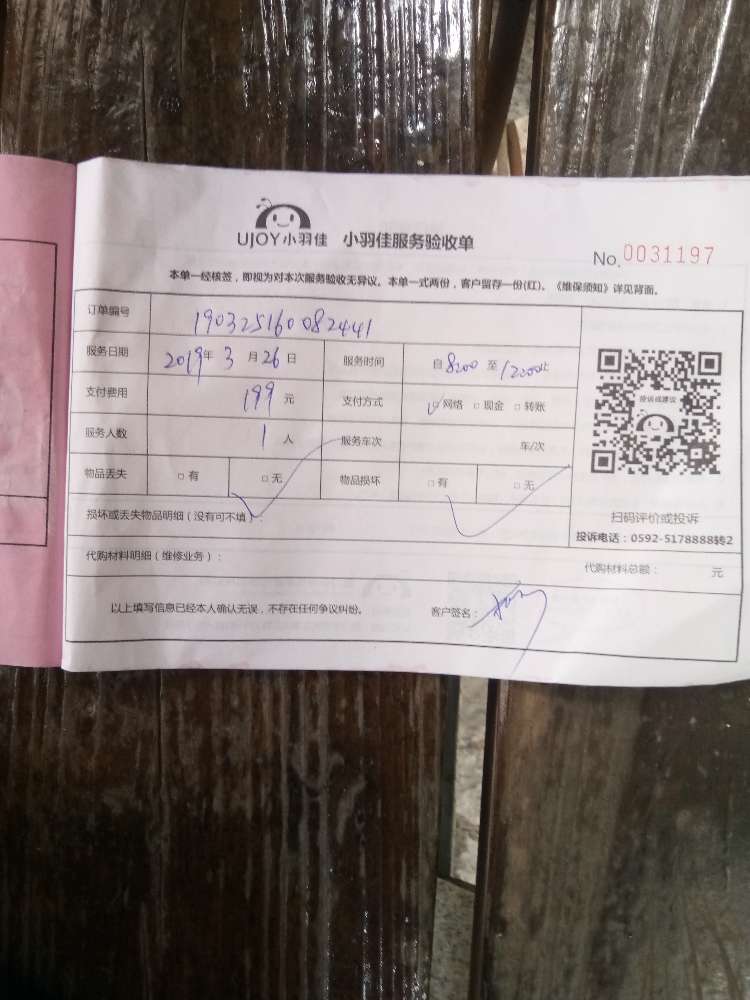 UJOY小羽佳 小羽佳服务验收单
No. 0031197
本单一经核签，即视为对本次服务验收无异议。本单一式两份，客户留存一份(红)。《维保须知》详见背面。
订单编号 190325160082441
服务日期 2019年 3 月 26 日 服务时间 自 8:00 至 12:00止
支付费用 199 元 支付方式 □网络 □现金 □转账
服务人数 1 人 服务车次 车/次
物品丢失 □有 □无 物品损坏 □有 □无
投诉或建议
扫码评价或投诉
投诉电话：0592-5178888转2
损坏或丢失物品明细（没有可不填）：
代购材料明细（维修业务）： 代购材料总额： 元
以上填写信息已经本人确认无误，不存在任何争议纠纷。 客户签名：